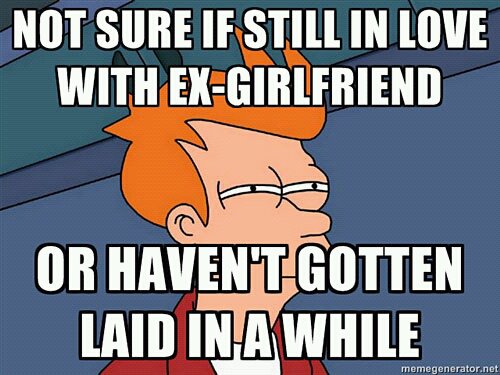 NOT SURE IF STILL IN LOVE
WITH EX-GIRLFRIEND
OR HAVEN'T GOTTEN
LAID IN A WHILE
memegenerator.net